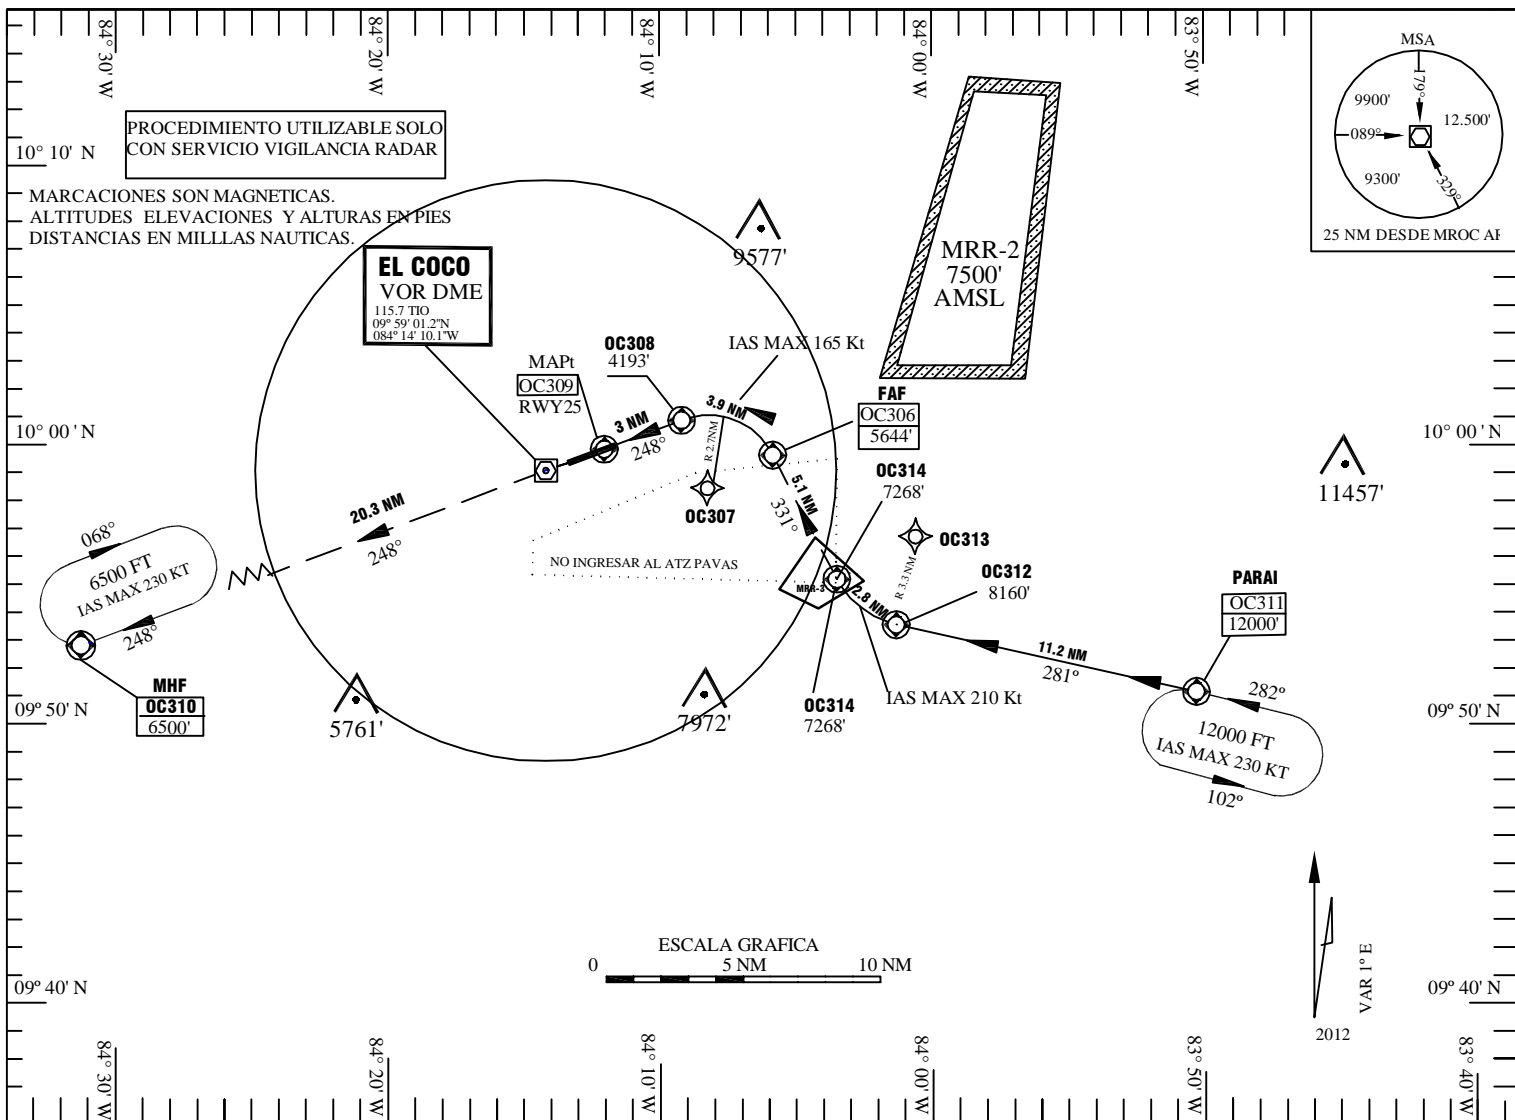 84° 30' W
84° 20' W
84° 10' W
84° 00' W
83° 50' W
MSA
179°
9900'
12.500'
089°
9300'
329°
25 NM DESDE MROC AR
PROCEDIMIENTO UTILIZABLE SOLO
CON SERVICIO VIGILANCIA RADAR
10° 10' N
MARCACIONES SON MAGNETICAS.
ALTITUDES ELEVACIONES Y ALTURAS EN PIES
DISTANCIAS EN MILLLAS NAUTICAS.
EL COCO
VOR DME
115.7 TIO
09° 59' 01.2"N
084° 14' 10.1"W
9577'
MRR-2
7500'
AMSL
OC308
4193'
IAS MAX 165 Kt
MAPt
OC309
RWY25
FAF
OC306
5644'
3.9 NM
3 NM
248°
R 2.7NM
10° 00 ' N
10° 00' N
OC314
7268'
5.1 NM
331°
11457'
OC307
20.3 NM
248°
OC313
R 3.3 NM
NO INGRESAR AL ATZ PAVAS
068°
6500 FT
IAS MAX 230 KT
248°
MRR-3
2.8 NM
OC312
8160'
PARAI
OC311
12000'
11.2 NM
281°
282°
12000 FT
IAS MAX 230 KT
102°
MHF
OC310
6500'
IAS MAX 210 Kt
OC314
7268'
09° 50' N
5761'
7972'
09° 50' N
ESCALA GRAFICA
0 5 NM 10 NM
VAR 1° E
2012
09° 40' N
09° 40' N
84° 30' W
84° 20' W
84° 10' W
84° 00' W
83° 50' W
83° 40' W